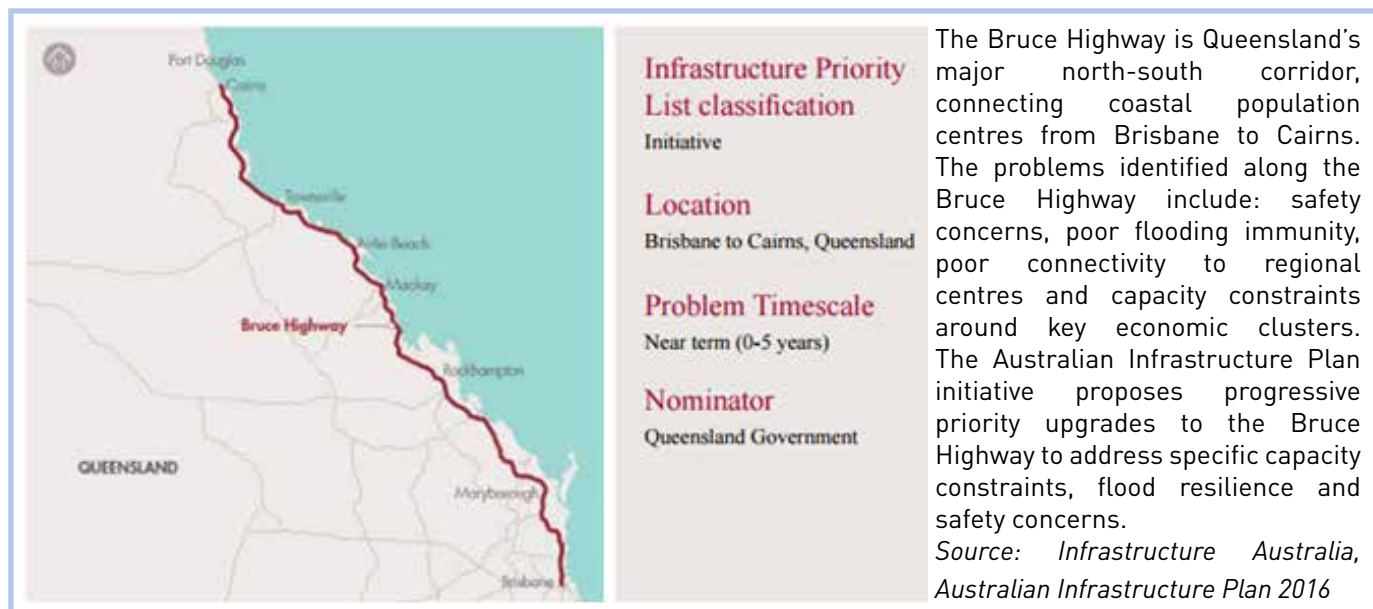 Port Douglas
Cairns
Townsville
Airlie Beach
Mackay
Bruce Highway
Rockhampton
QUEENSLAND
Maryborough
Brisbane
Infrastructure Priority
List classification
Initiative
Location
Brisbane to Cairns, Queensland
Problem Timescale
Near term (0-5 years)
Nominator
Queensland Government
The Bruce Highway is Queensland’s
major north-south corridor,
connecting coastal population
centres from Brisbane to Cairns.
The problems identified along the
Bruce Highway include: safety
concerns, poor flooding immunity,
poor connectivity to regional
centres and capacity constraints
around key economic clusters.
The Australian Infrastructure Plan
initiative proposes progressive
priority upgrades to the Bruce
Highway to address specific capacity
constraints, flood resilience and
safety concerns.
Source: Infrastructure Australia,
Australian Infrastructure Plan 2016